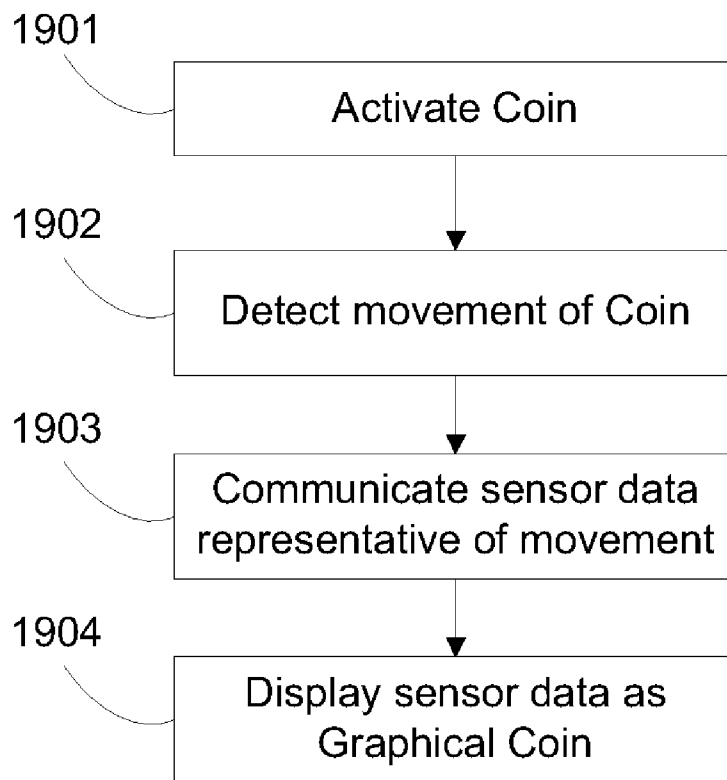 1901
Activate Coin
1902
Detect movement of Coin
1903
Communicate sensor data
representative of movement
1904
Display sensor data as
Graphical Coin